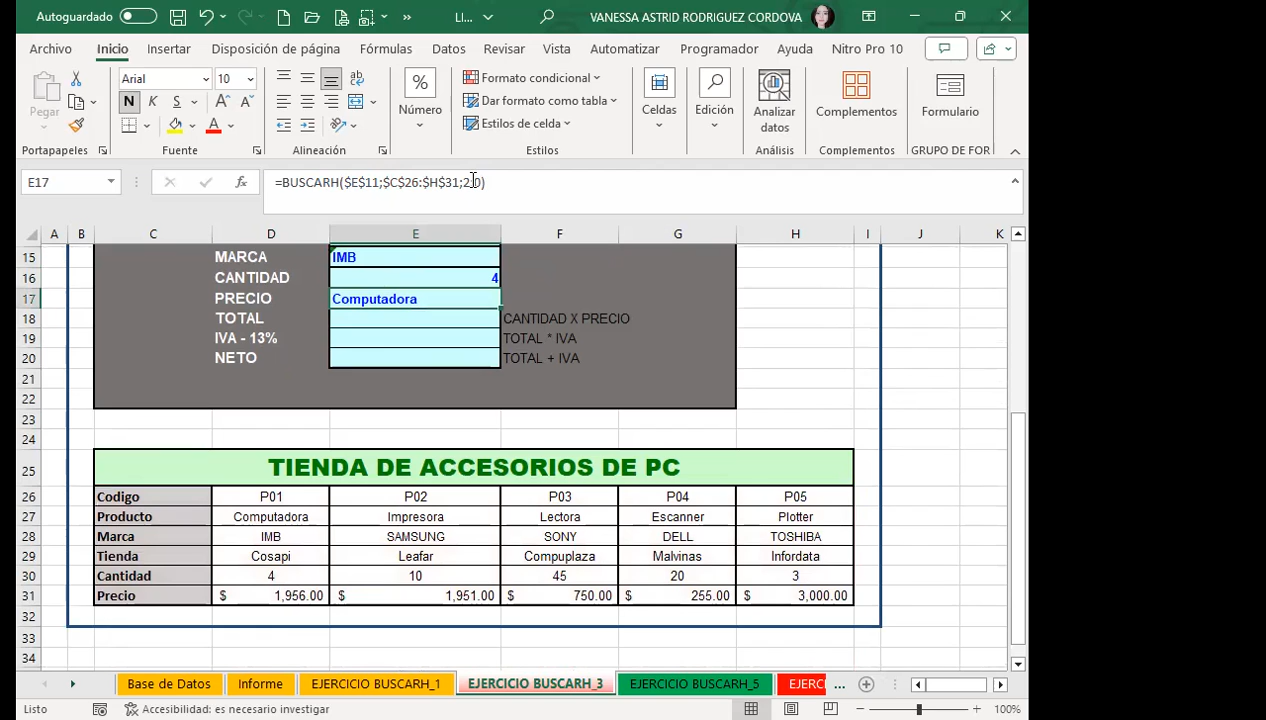 Autoguardado
LI...
VANESSA ASTRID RODRIGUEZ CORDOVA
Archivo Inicio Insertar Disposición de página Fórmulas Datos Revisar Vista Automatizar Programador Ayuda Nitro Pro 10
Pegar
Arial 10
N K S
A A
A
%
Número
Formato condicional
Dar formato como tabla
Estilos de celda
Celdas
Edición
Analizar datos
Complementos
Formulario
Portapapeles Fuente Alineación Estilos Análisis Complementos GRUPO DE FOR
E17 fx =BUSCARH($E$11;$C$26:$H$31;2;0)
A B C D E F G H I J K
15 MARCA IMB
16 CANTIDAD 4
17 PRECIO Computadora
18 TOTAL CANTIDAD X PRECIO
19 IVA - 13% TOTAL * IVA
20 NETO TOTAL + IVA
21
22
23
24
25 TIENDA DE ACCESORIOS DE PC
26 Codigo P01 P02 P03 P04 P05
27 Producto Computadora Impresora Lectora Escanner Plotter
28 Marca IMB SAMSUNG SONY DELL TOSHIBA
29 Tienda Cosapi Leafar Compuplaza Malvinas Infordata
30 Cantidad 4 10 45 20 3
31 Precio $ 1,956.00 $ 1,951.00 $ 750.00 $ 255.00 $ 3,000.00
32
33
34
Base de Datos Informe EJERCICIO BUSCARH_1 EJERCICIO BUSCARH_3 EJERCICIO BUSCARH_5 EJERC ...
Listo Accesibilidad: es necesario investigar 100%